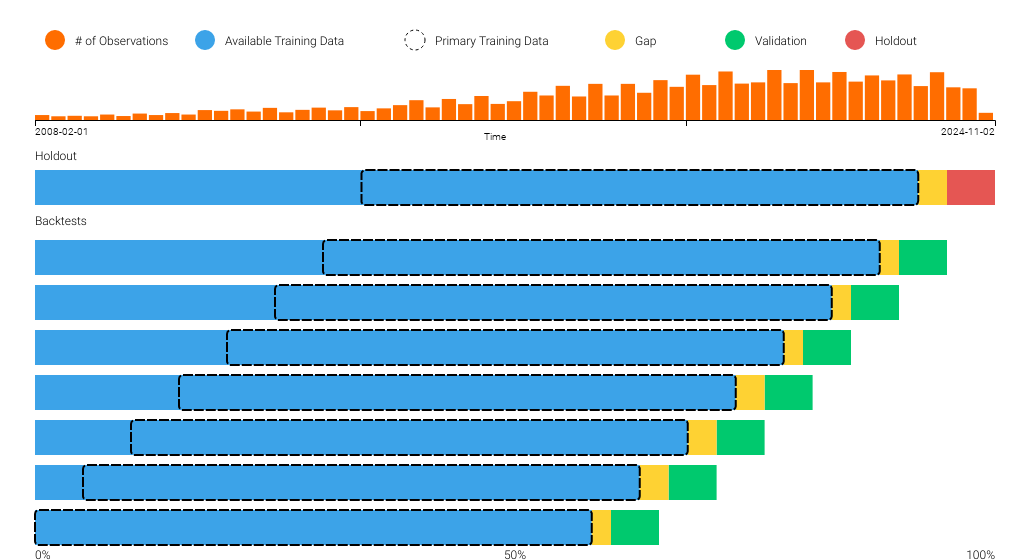 # of Observations Available Training Data Primary Training Data Gap Validation Holdout
2008-02-01 Time 2024-11-02
Holdout
Backtests
0% 50% 100%